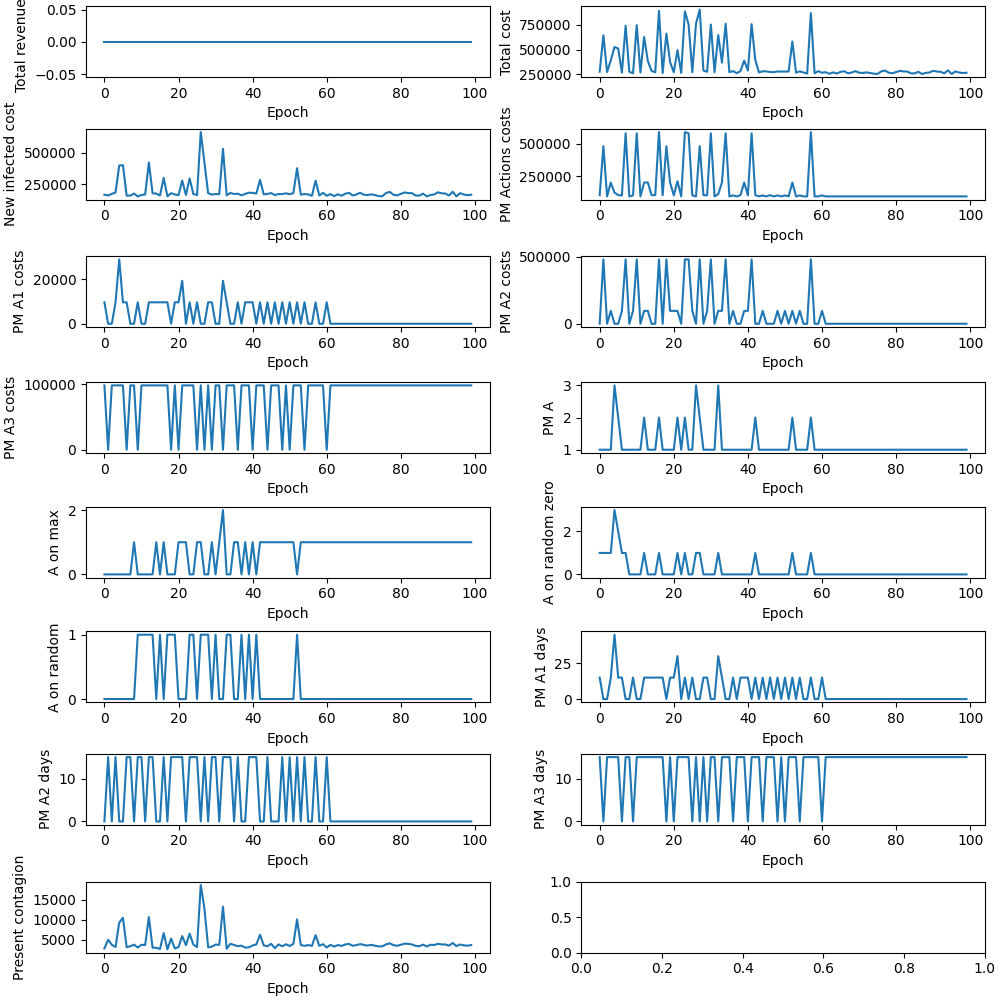 Total revenue
0.05
0.00
−0.05
0 20 40 60 80 100
Epoch
Total cost
750000
500000
250000
0 20 40 60 80 100
Epoch
New infected cost
500000
250000
0 20 40 60 80 100
Epoch
PM Actions costs
500000
250000
0 20 40 60 80 100
Epoch
PM A1 costs
20000
0
0 20 40 60 80 100
Epoch
PM A2 costs
500000
0
0 20 40 60 80 100
Epoch
PM A3 costs
100000
0
0 20 40 60 80 100
Epoch
PM A
3
2
1
0 20 40 60 80 100
Epoch
A on max
2
0
0 20 40 60 80 100
Epoch
A on random zero
2
0
0 20 40 60 80 100
Epoch
A on random
1
0
0 20 40 60 80 100
Epoch
PM A1 days
25
0
0 20 40 60 80 100
Epoch
PM A2 days
10
0
0 20 40 60 80 100
Epoch
PM A3 days
10
0
0 20 40 60 80 100
Epoch
Present contagion
15000
10000
5000
0 20 40 60 80 100
Epoch
1.0
0.5
0.0
0.0 0.2 0.4 0.6 0.8 1.0